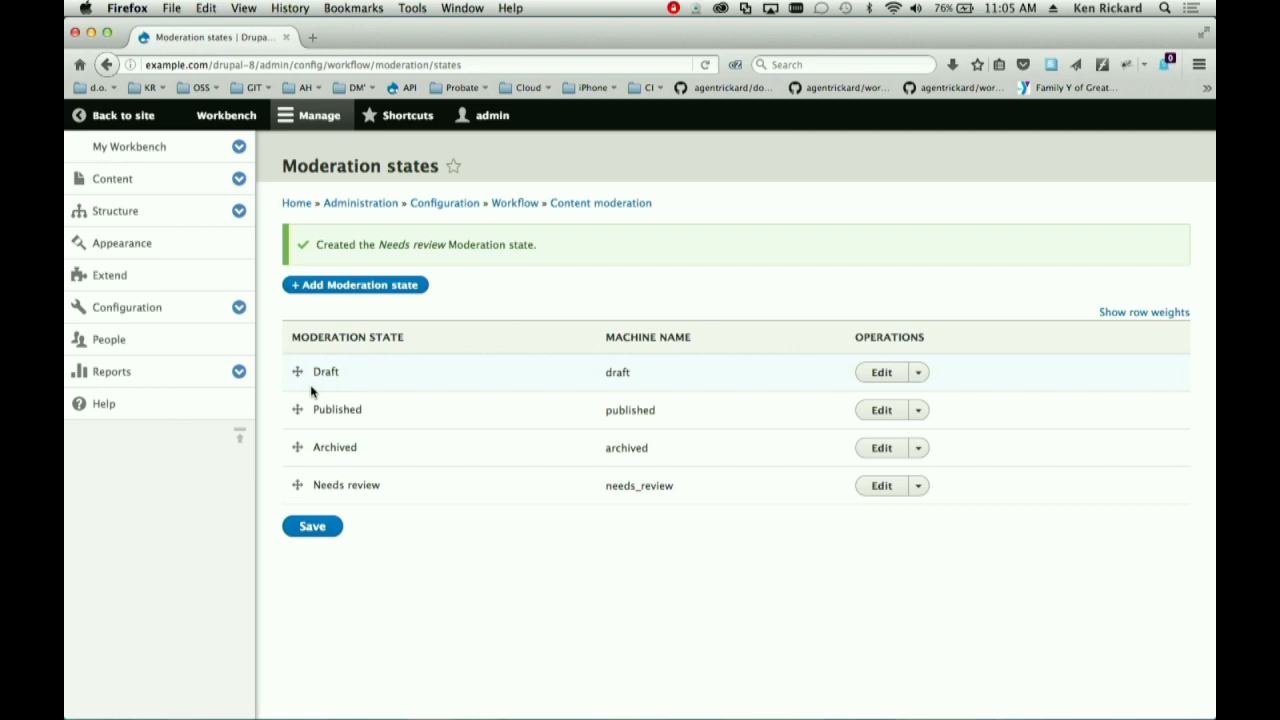 Firefox File Edit View History Bookmarks Tools Window Help 76% 11:05 AM Ken Rickard
Moderation states | Drupa...
example.com/drupal-8/admin/config/workflow/moderation/states Search 0
d.o. KR OSS GIT AH DM' API Probate Cloud iPhone CI agentrickard/do... agentrickard/wor... agentrickard/wor... Family Y of Great...
Back to site Workbench Manage Shortcuts admin
My Workbench
Content
Structure
Appearance
Extend
Configuration
People
Reports
Help
Moderation states
Home » Administration » Configuration » Workflow » Content moderation
Created the Needs review Moderation state.
+ Add Moderation state
Show row weights
MODERATION STATE MACHINE NAME OPERATIONS
Draft draft Edit
Published published Edit
Archived archived Edit
Needs review needs_review Edit
Save